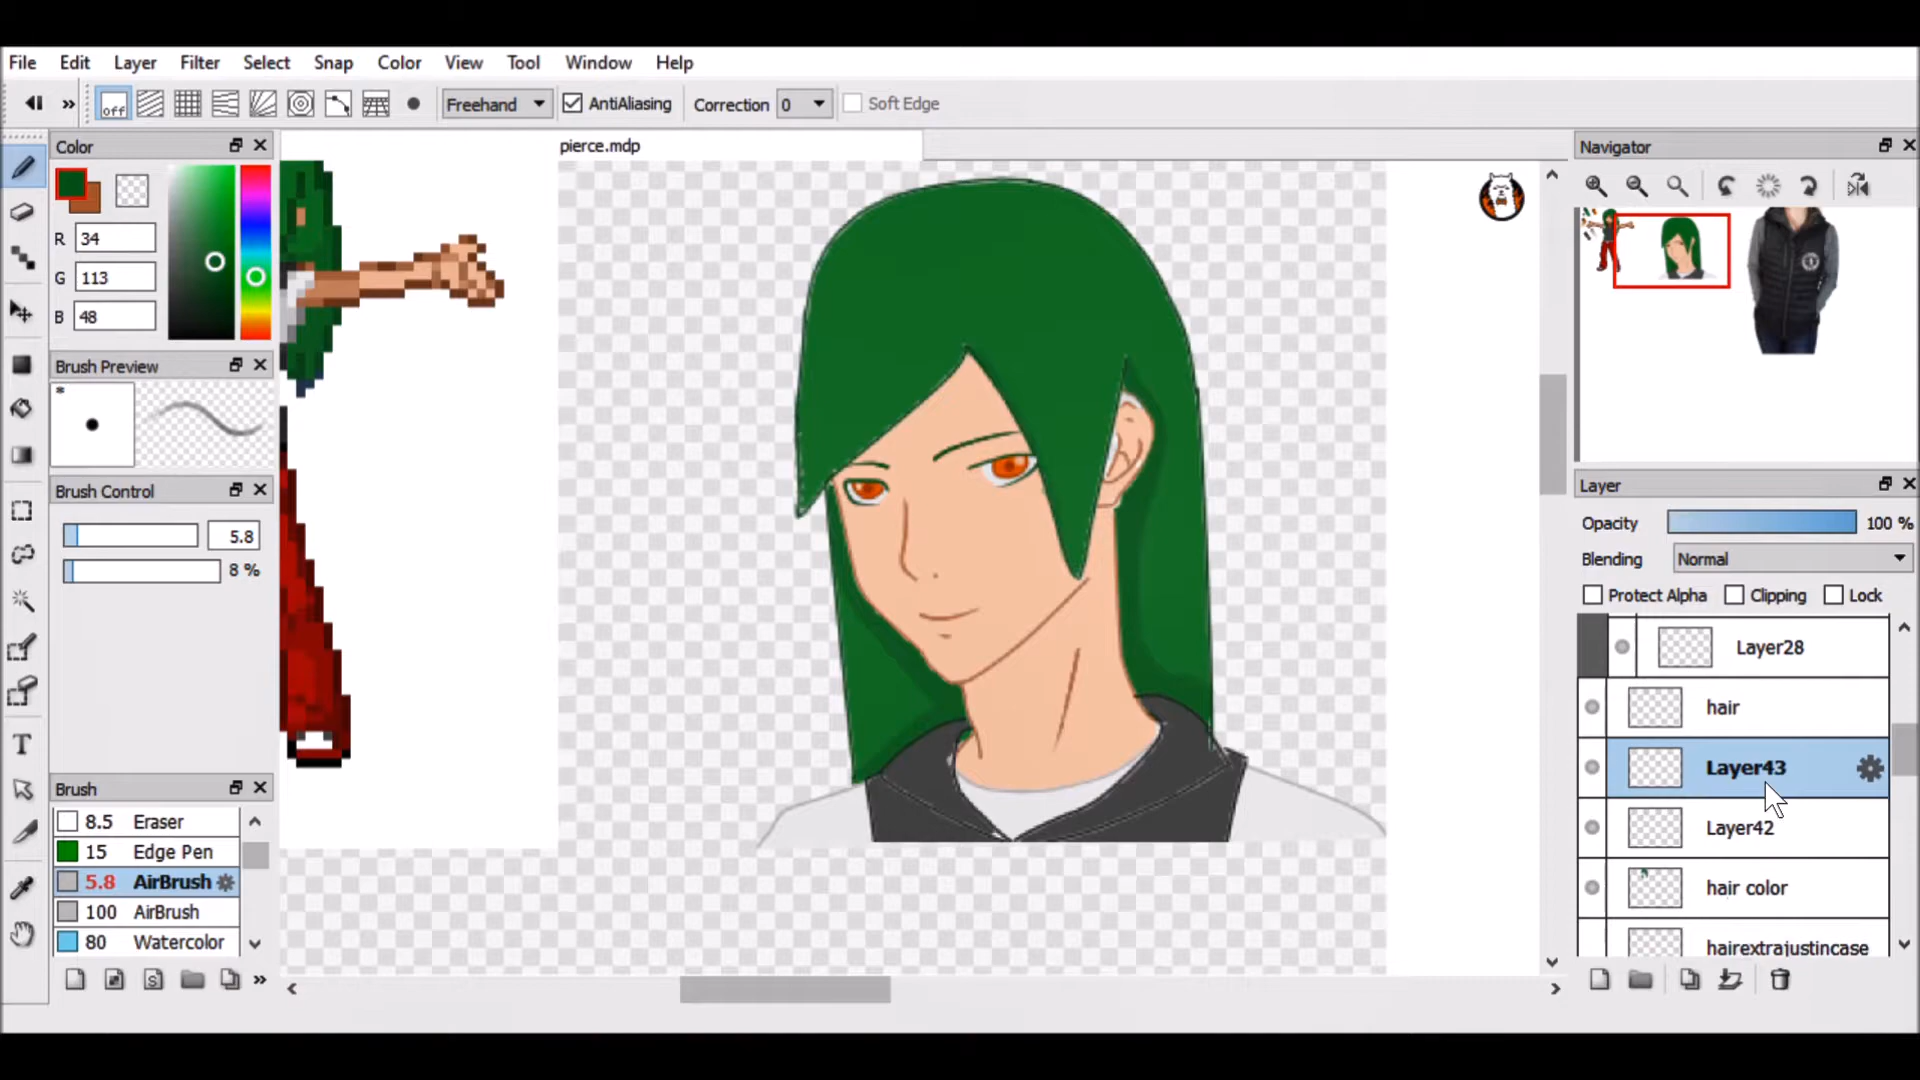 File Edit Layer Filter Select Snap Color View Tool Window Help
off Freehand AntiAliasing Correction 0 Soft Edge
Color
pierce.mdp
Navigator
R 34
G 113
B 48
Brush Preview
*
Brush Control
5.8
8 %
Brush
8.5 Eraser
15 Edge Pen
5.8 AirBrush
100 AirBrush
80 Watercolor
Layer
Opacity 100 %
Blending Normal
Protect Alpha Clipping Lock
Layer28
hair
Layer43
Layer42
hair color
hairextrajustincase